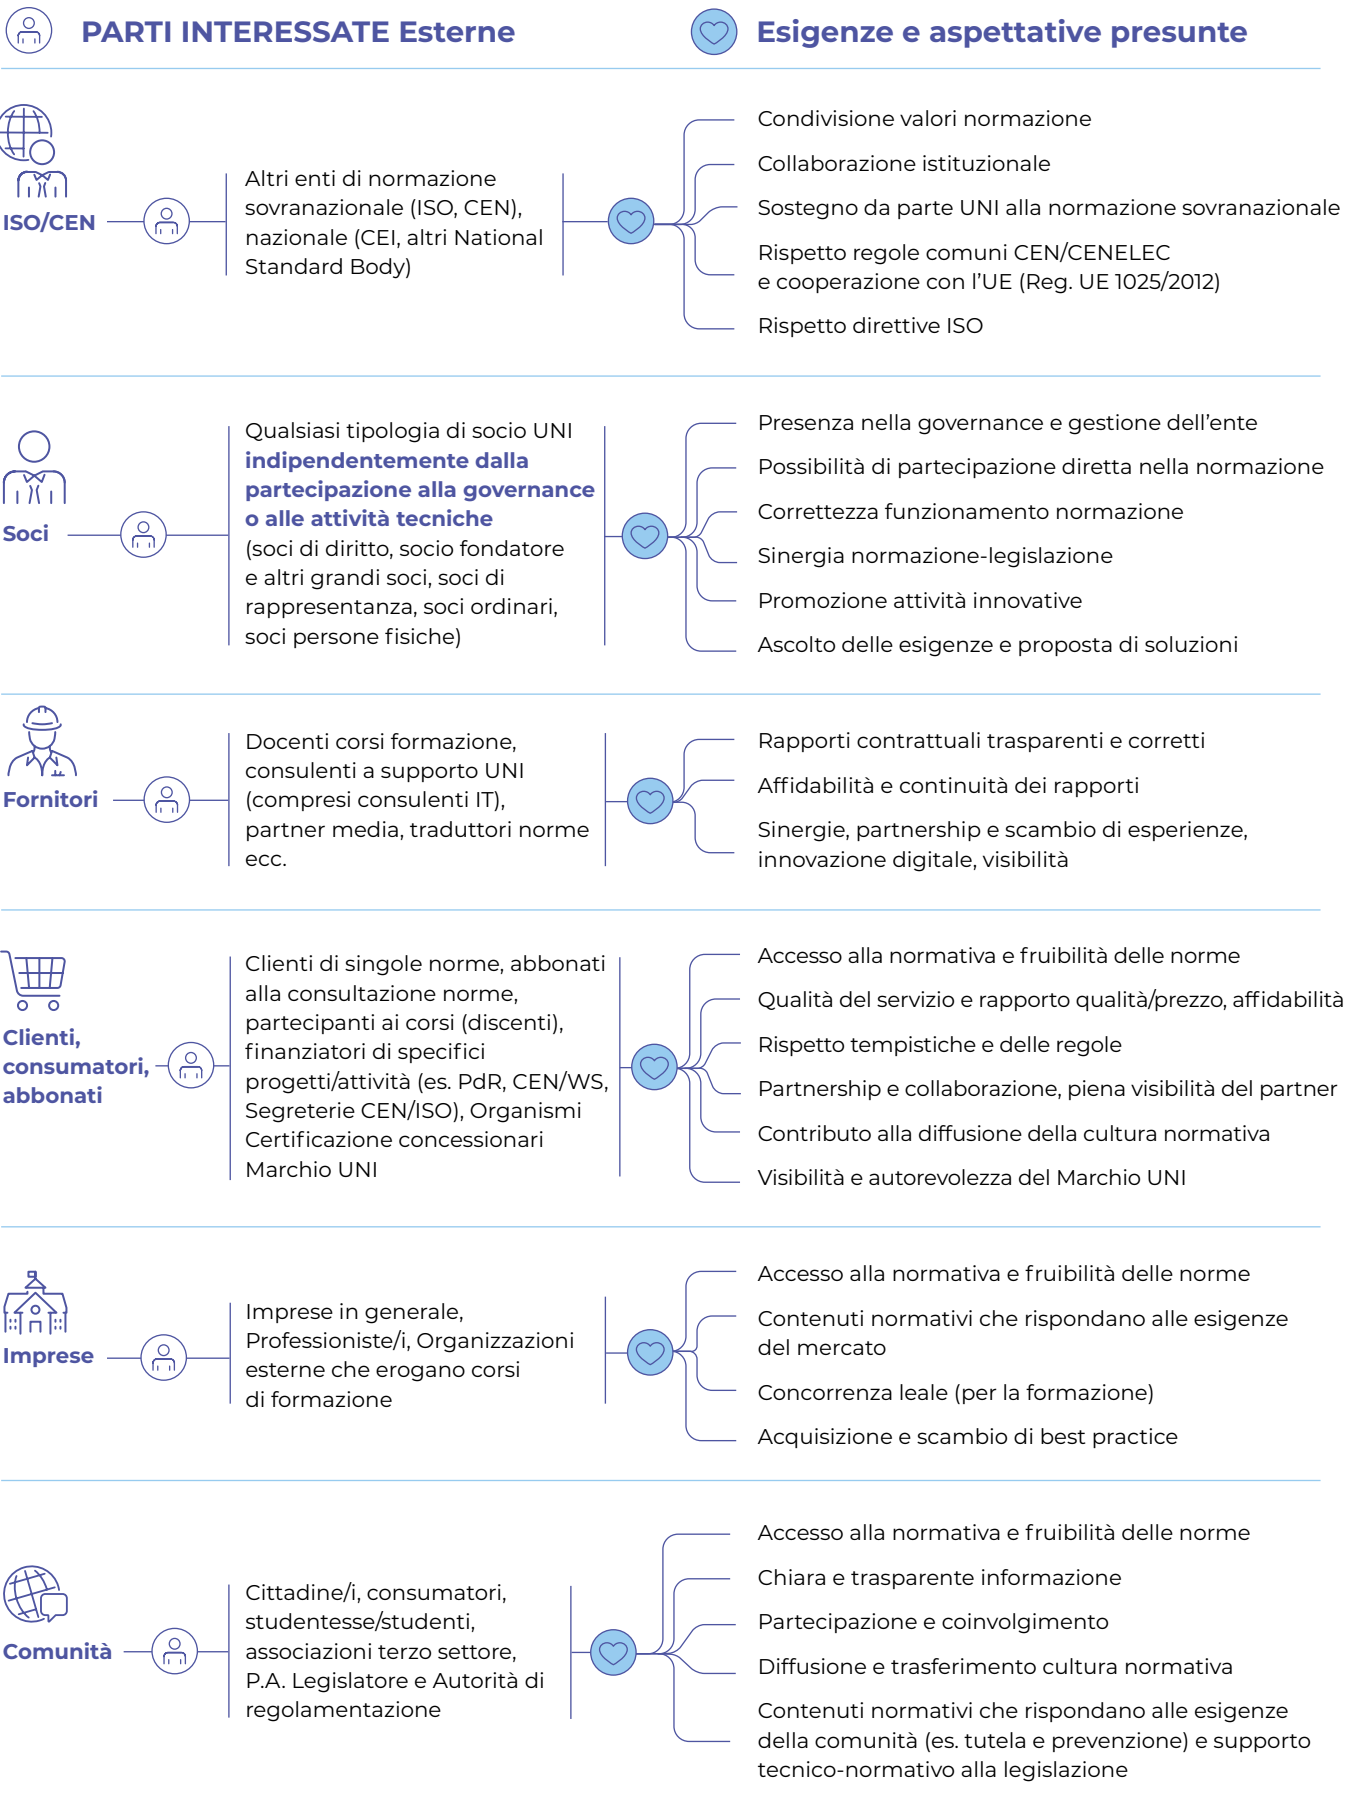 PARTI INTERESSATE Esterne
Esigenze e aspettative presunte
ISO/CEN
Altri enti di normazione
sovranazionale (ISO, CEN),
nazionale (CEI, altri National
Standard Body)
Condivisione valori normazione
Collaborazione istituzionale
Sostegno da parte UNI alla normazione sovranazionale
Rispetto regole comuni CEN/CENELEC
e cooperazione con l’UE (Reg. UE 1025/2012)
Rispetto direttive ISO
Soci
Qualsiasi tipologia di socio UNI
indipendentemente dalla
partecipazione alla governance
o alle attività tecniche
(soci di diritto, socio fondatore
e altri grandi soci, soci di
rappresentanza, soci ordinari,
soci persone fisiche)
Presenza nella governance e gestione dell’ente
Possibilità di partecipazione diretta nella normazione
Correttezza funzionamento normazione
Sinergia normazione-legislazione
Promozione attività innovative
Ascolto delle esigenze e proposta di soluzioni
Fornitori
Docenti corsi formazione,
consulenti a supporto UNI
(compresi consulenti IT),
partner media, traduttori norme
ecc.
Rapporti contrattuali trasparenti e corretti
Affidabilità e continuità dei rapporti
Sinergie, partnership e scambio di esperienze,
innovazione digitale, visibilità
Clienti,
consumatori,
abbonati
Clienti di singole norme, abbonati
alla consultazione norme,
partecipanti ai corsi (discenti),
finanziatori di specifici
progetti/attività (es. PdR, CEN/WS,
Segreterie CEN/ISO), Organismi
Certificazione concessionari
Marchio UNI
Accesso alla normativa e fruibilità delle norme
Qualità del servizio e rapporto qualità/prezzo, affidabilità
Rispetto tempistiche e delle regole
Partnership e collaborazione, piena visibilità del partner
Contributo alla diffusione della cultura normativa
Visibilità e autorevolezza del Marchio UNI
Imprese
Imprese in generale,
Professioniste/i, Organizzazioni
esterne che erogano corsi
di formazione
Accesso alla normativa e fruibilità delle norme
Contenuti normativi che rispondano alle esigenze
del mercato
Concorrenza leale (per la formazione)
Acquisizione e scambio di best practice
Comunità
Cittadine/i, consumatori,
studentesse/studenti,
associazioni terzo settore,
P.A. Legislatore e Autorità di
regolamentazione
Accesso alla normativa e fruibilità delle norme
Chiara e trasparente informazione
Partecipazione e coinvolgimento
Diffusione e trasferimento cultura normativa
Contenuti normativi che rispondano alle esigenze
della comunità (es. tutela e prevenzione) e supporto
tecnico-normativo alla legislazione